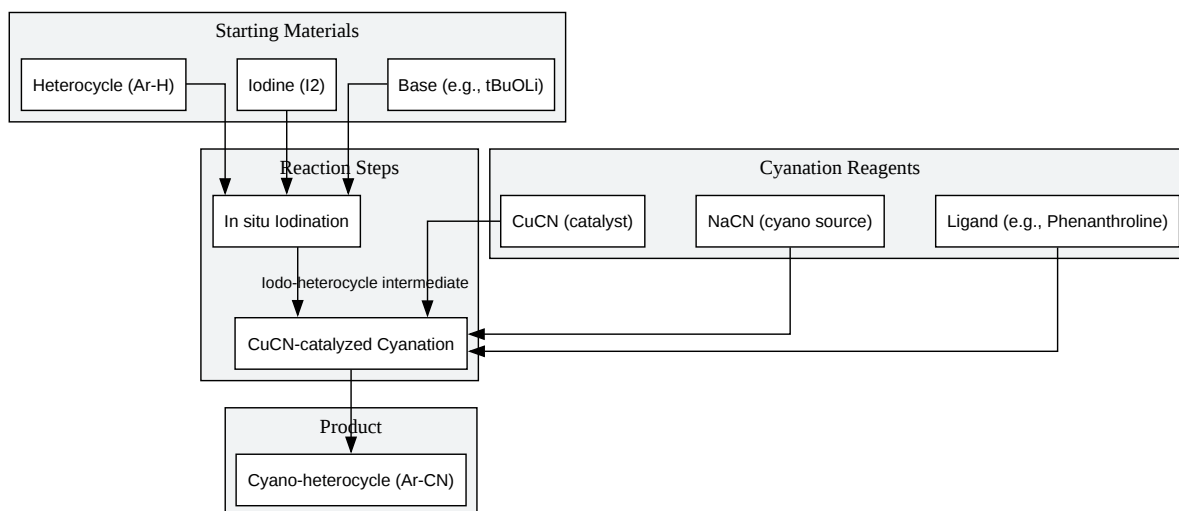 Starting Materials
Heterocycle (Ar-H)
Iodine (I2)
Base (e.g., tBuOLi)
Reaction Steps
Cyanation Reagents
In situ Iodination
CuCN (catalyst)
NaCN (cyano source)
Ligand (e.g., Phenanthroline)
Iodo-heterocycle intermediate
CuCN-catalyzed Cyanation
Product
Cyano-heterocycle (Ar-CN)